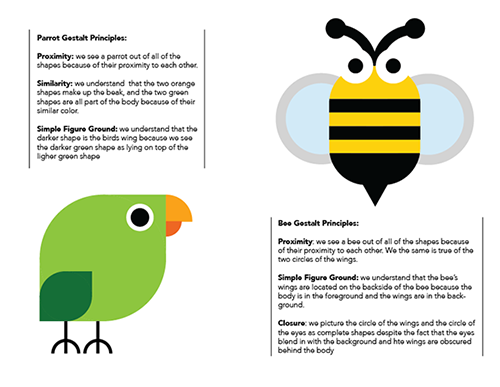 Parrot Gestalt Principles:
Proximity: we see a parrot out of all of the
shapes because of their proximity to each other.
Similarity: we understand that the two orange
shapes make up the beak, and the two green
shapes are all part of the body because of their
similar color.
Simple Figure Ground: we understand that the
darker shape is the birds wing because we see
the darker green shape as lying on top of the
ligher green shape
Bee Gestalt Principles:
Proximity: we see a bee out of all of the shapes because
of their proximity to each other. We the same is true of the
two circles of the wings.
Simple Figure Ground: we understand that the bee's
wings are located on the backside of the bee because the
body is in the foreground and the wings are in the back-
ground.
Closure: we picture the circle of the wings and the circle of
the eyes as complete shapes despite the fact that the eyes
blend in with the background and hte wings are obscured
behind the body